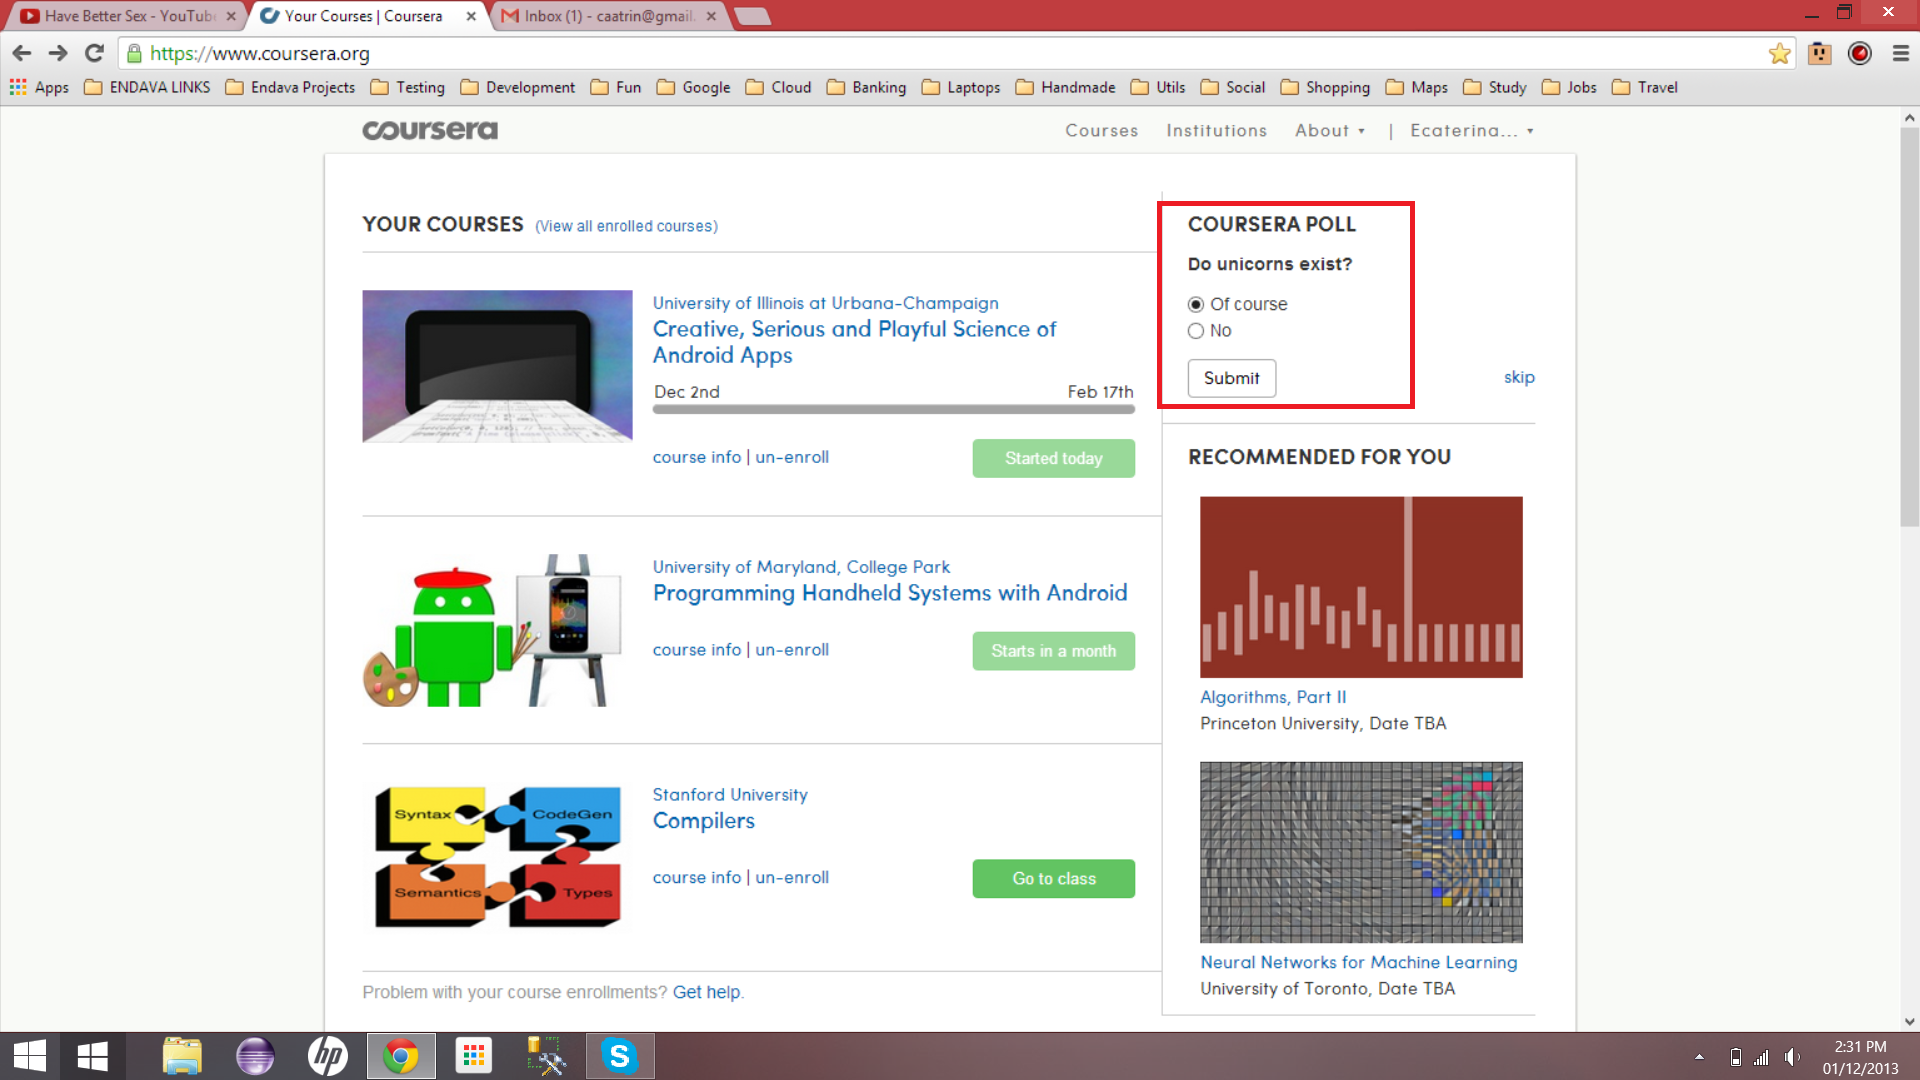 Have Better Sex - YouTub
Your Courses | Coursera
Inbox (1) - caatrin@gmail.
https://www.coursera.org
Apps
ENDAVA LINKS
Endava Projects
Testing
Development
Fun
Google
Cloud
Banking
Laptops
Handmade
Utils
Social
Shopping
Maps
Study
Jobs
Travel
coursera
Courses
Institutions
About
|
Ecaterina...
YOUR COURSES (View all enrolled courses)
University of Illinois at Urbana-Champaign
Creative, Serious and Playful Science of
Android Apps
Dec 2nd
Feb 17th
course info | un-enroll
Started today
University of Maryland, College Park
Programming Handheld Systems with Android
course info | un-enroll
Starts in a month
Syntax
CodeGen
Semantics
Types
Stanford University
Compilers
course info | un-enroll
Go to class
Problem with your course enrollments? Get help.
COURSERA POLL
Do unicorns exist?
Of course
No
Submit
skip
RECOMMENDED FOR YOU
Algorithms, Part II
Princeton University, Date TBA
Neural Networks for Machine Learning
University of Toronto, Date TBA
hp
S
2:31 PM
01/12/2013